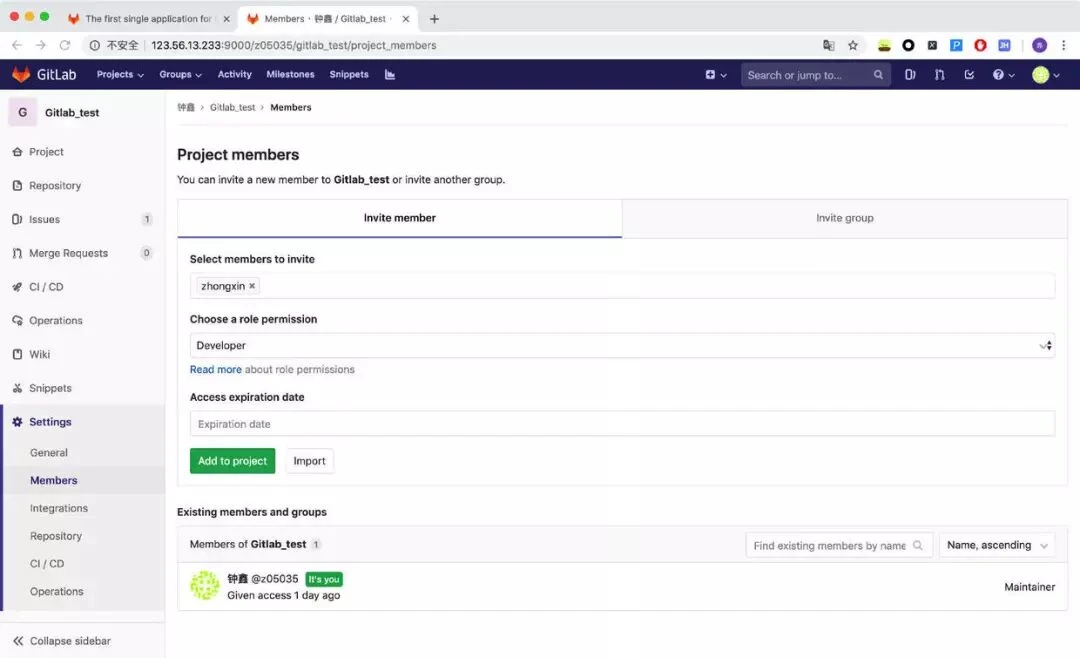 The first single application for
Members · 钟鑫 / Gitlab_test ·
不安全 123.56.13.233:9000/z05035/gitlab_test/project_members
GitLab Projects Groups Activity Milestones Snippets Search or jump to...
G Gitlab_test
钟鑫 › Gitlab_test › Members
Project members
You can invite a new member to Gitlab_test or invite another group.
Project
Repository
Issues 1
Merge Requests 0
CI / CD
Operations
Wiki
Snippets
Settings
General
Members
Integrations
Repository
CI / CD
Operations
Collapse sidebar
Invite member Invite group
Select members to invite
zhongxin ×
Choose a role permission
Developer
Read more about role permissions
Access expiration date
Expiration date
Add to project Import
Existing members and groups
Members of Gitlab_test 1 Find existing members by name Name, ascending
钟鑫 @z05035 It's you
Given access 1 day ago
Maintainer